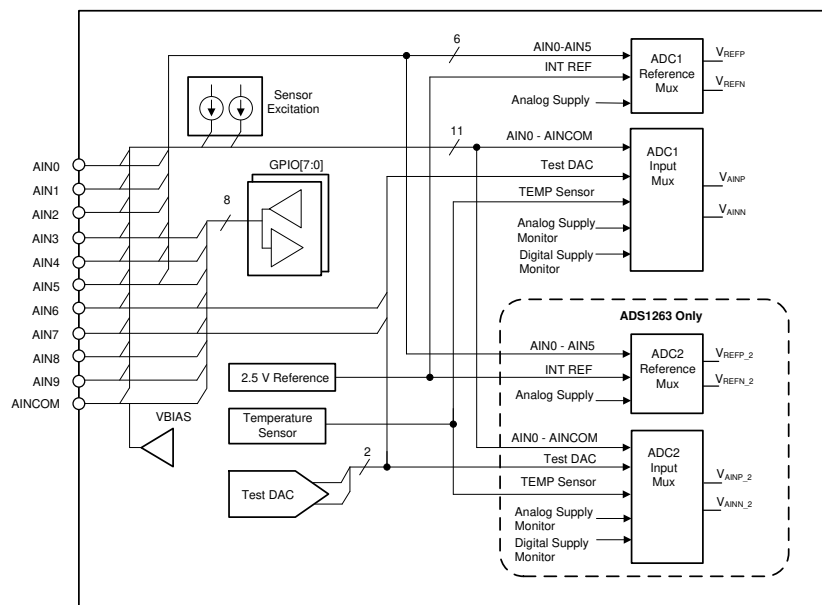 6
AIN0-AIN5
INT REF
Analog Supply
ADC1
Reference
Mux
VREFP
VREFN
Sensor
Excitation
11
AIN0 - AINCOM
Test DAC
TEMP Sensor
Analog Supply
Monitor
Digital Supply
Monitor
ADC1
Input
Mux
VAINP
VAINN
GPIO[7:0]
8
AIN0
AIN1
AIN2
AIN3
AIN4
AIN5
AIN6
AIN7
AIN8
AIN9
AINCOM
VBIAS
2.5 V Reference
Temperature
Sensor
Test DAC
2
ADS1263 Only
AIN0 - AIN5
INT REF
Analog Supply
ADC2
Reference
Mux
VREFP_2
VREFN_2
AIN0 - AINCOM
Test DAC
TEMP Sensor
Analog Supply
Monitor
Digital Supply
Monitor
ADC2
Input
Mux
VAINP_2
VAINN_2